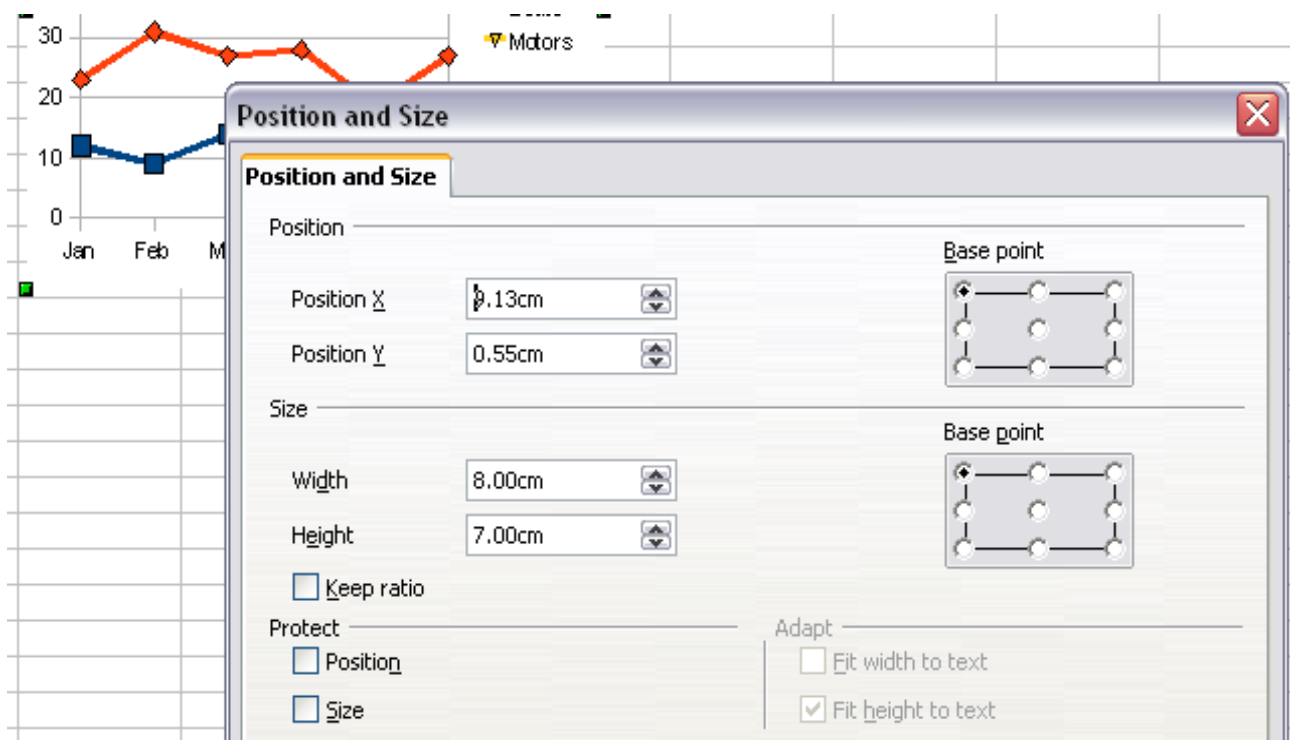 30
Motors
20
10
0
Jan Feb M
Position and Size
Position and Size
Position
Base point
Position X 9.13cm
Position Y 0.55cm
Size
Base point
Width 8.00cm
Height 7.00cm
Keep ratio
Protect Adapt
Position Fit width to text
Size Fit height to text